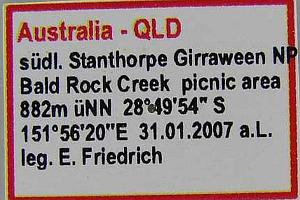 Australia - QLD
südl. Stanthorpe Girraween NP
Bald Rock Creek picnic area
882m üNN 28°49'54" S
151°56'20"E 31.01.2007 a.L.
leg. E. Friedrich